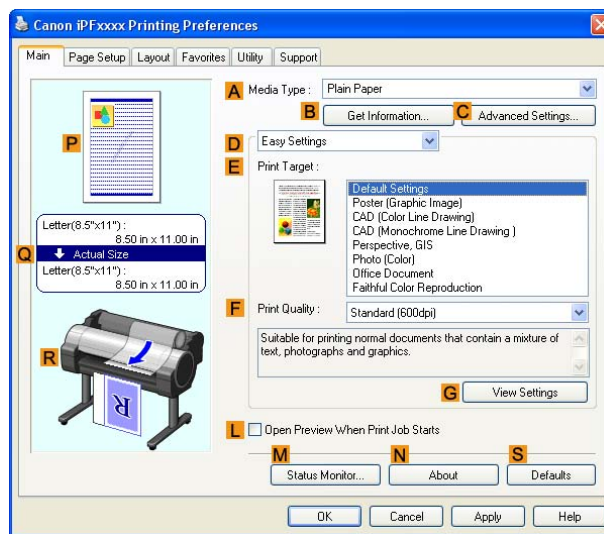 Canon iPFxxxx Printing Preferences
Main Page Setup Layout Favorites Utility Support
A Media Type : Plain Paper
B Get Information... C Advanced Settings...
D Easy Settings
E Print Target :
Default Settings
Poster (Graphic Image)
CAD (Color Line Drawing)
CAD (Monochrome Line Drawing )
Perspective, GIS
Photo (Color)
Office Document
Faithful Color Reproduction
F Print Quality : Standard (600dpi)
Suitable for printing normal documents that contain a mixture of
text, photographs and graphics.
G View Settings
P
Letter(8.5"x11") :
8.50 in x 11.00 in
Q Actual Size
Letter(8.5"x11") :
8.50 in x 11.00 in
R
R
L Open Preview When Print Job Starts
M N S
Status Monitor... About Defaults
OK Cancel Apply Help